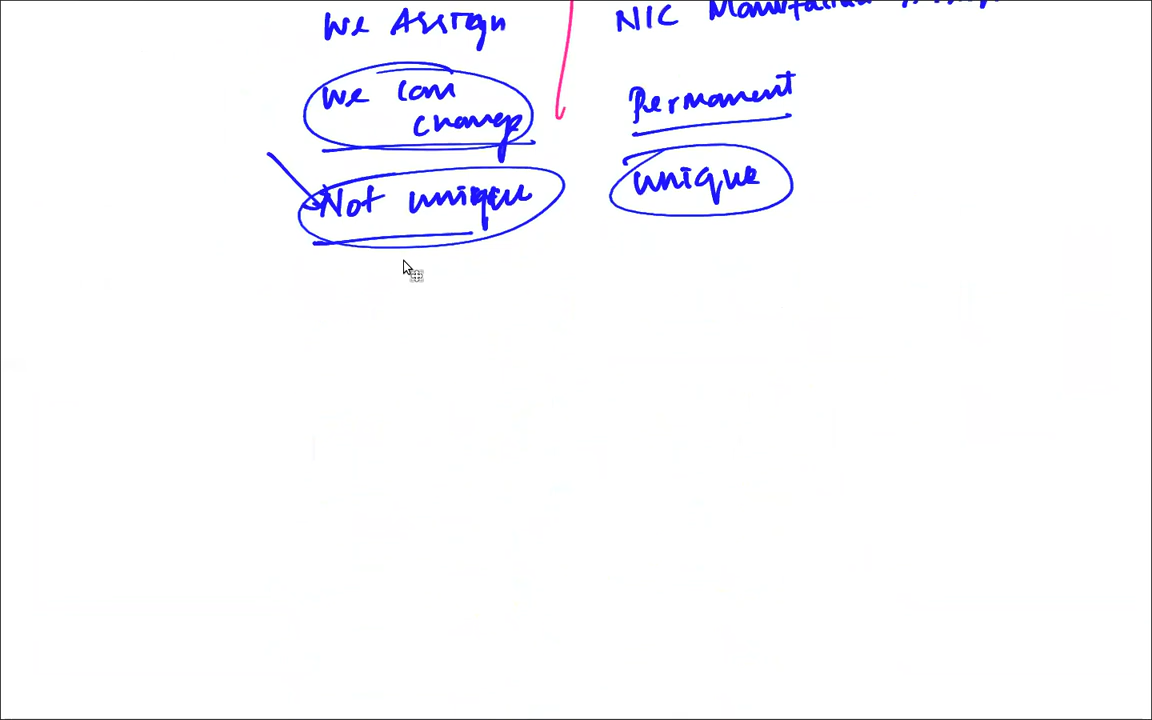 We Assign
NIC
We can
change
Permanent
Not unique
unique